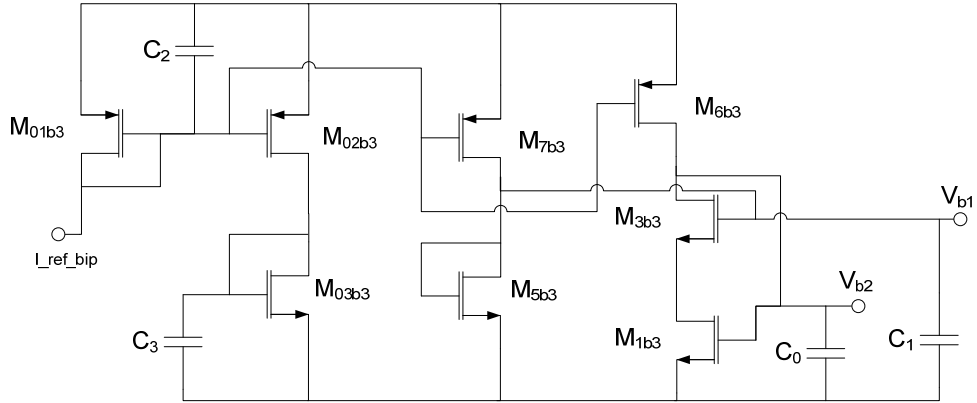 C2
M01b3
M02b3
M7b3
M6b3
I_ref_bip
M3b3
Vb1
M03b3
M5b3
Vb2
C3
M1b3
C0
C1